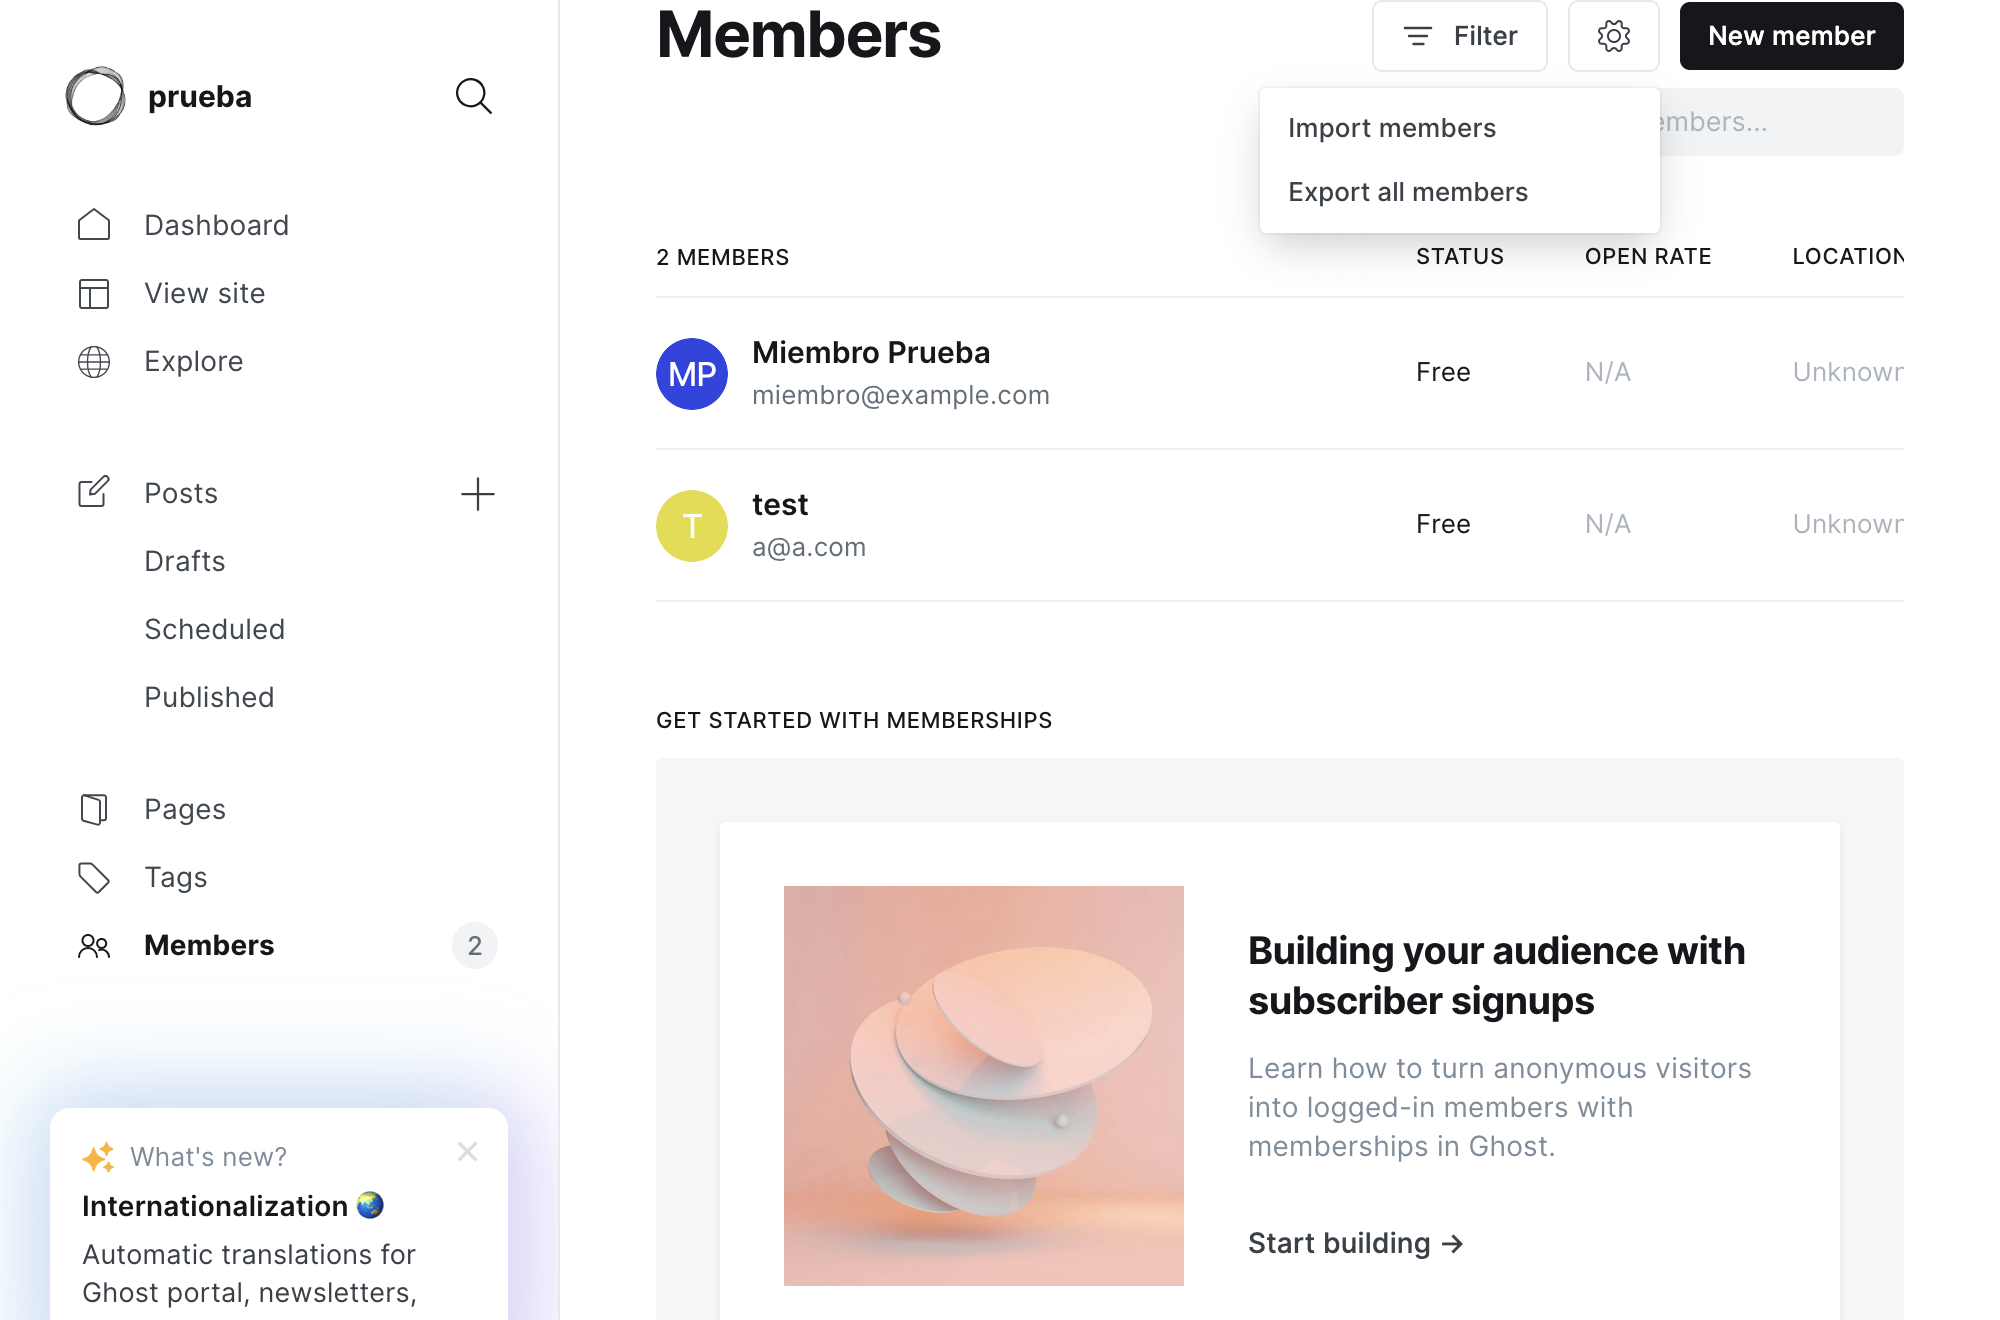 prueba
Dashboard
View site
Explore
Posts
Drafts
Scheduled
Published
Pages
Tags
Members
2
What's new?
Internationalization
Automatic translations for
Ghost portal, newsletters,
Members
Filter
New member
Import members
Export all members
2 MEMBERS
STATUS
OPEN RATE
LOCATION
MP
Miembro Prueba
miembro@example.com
Free
N/A
Unknown
T
test
a@a.com
Free
N/A
Unknown
GET STARTED WITH MEMBERSHIPS
Building your audience with
subscriber signups
Learn how to turn anonymous visitors
into logged-in members with
memberships in Ghost.
Start building →